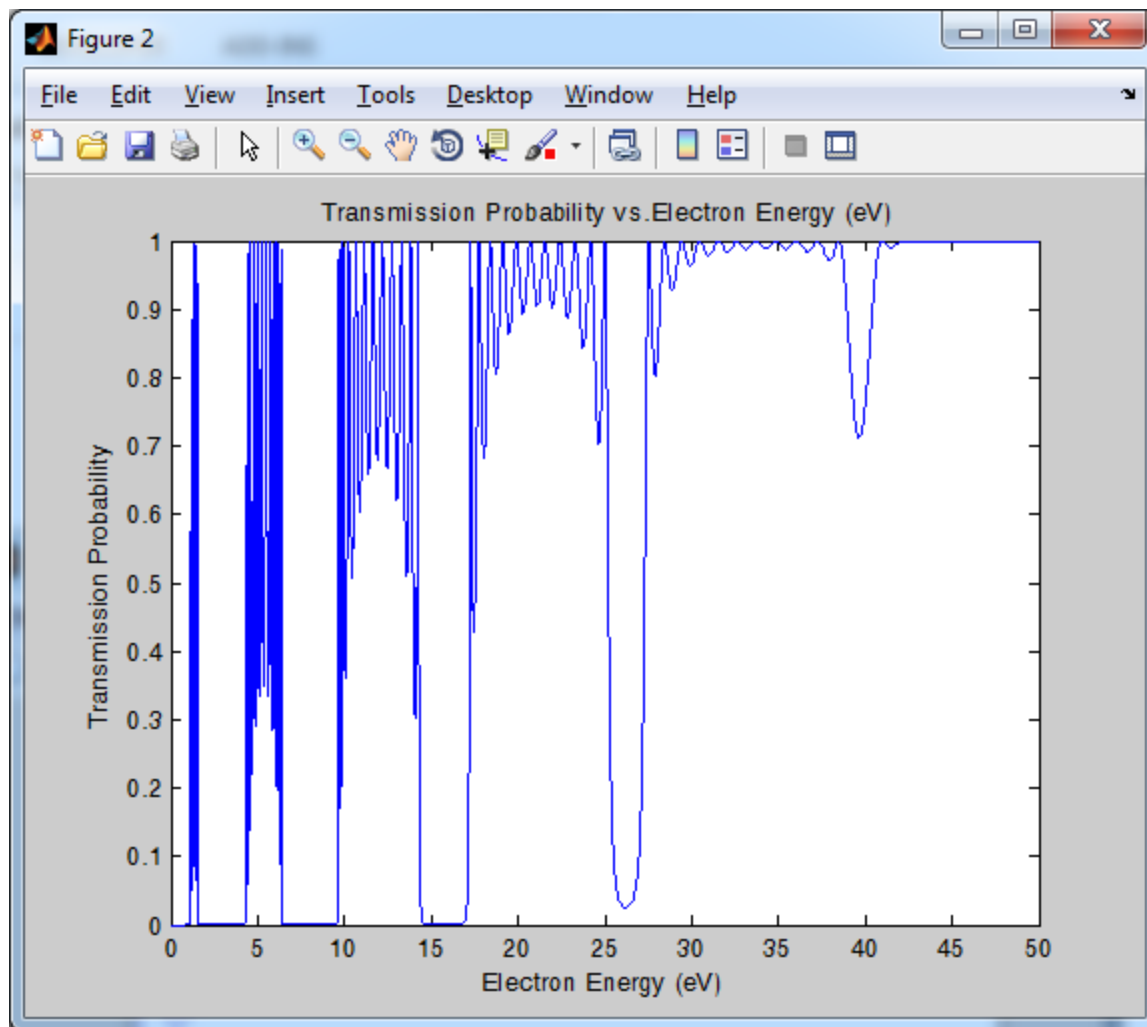 Figure 2
File Edit View Insert Tools Desktop Window Help
Transmission Probability vs.Electron Energy (eV)
1
0.9
0.8
0.7
0.6
0.5
0.4
0.3
0.2
0.1
0
Transmission Probability
0 5 10 15 20 25 30 35 40 45 50
Electron Energy (eV)